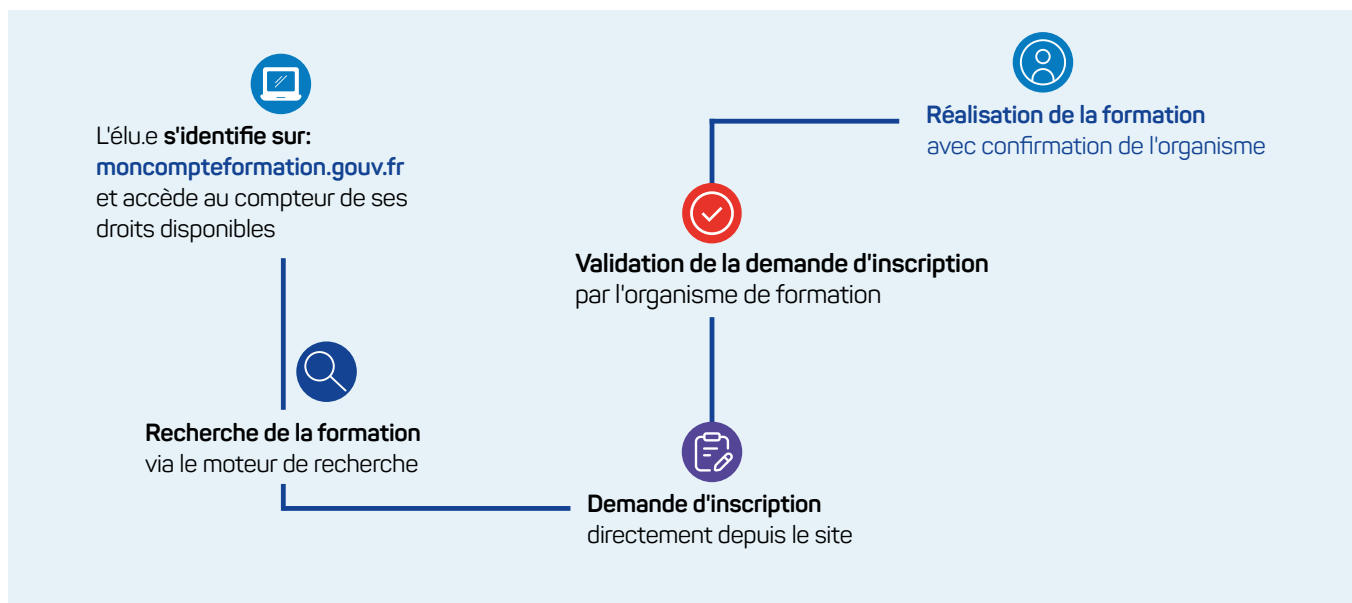 L'élu.e s'identifie sur:
moncompteformation.gouv.fr
et accède au compteur de ses
droits disponibles
Recherche de la formation
via le moteur de recherche
Demande d'inscription
directement depuis le site
Validation de la demande d'inscription
par l'organisme de formation
Réalisation de la formation
avec confirmation de l'organisme